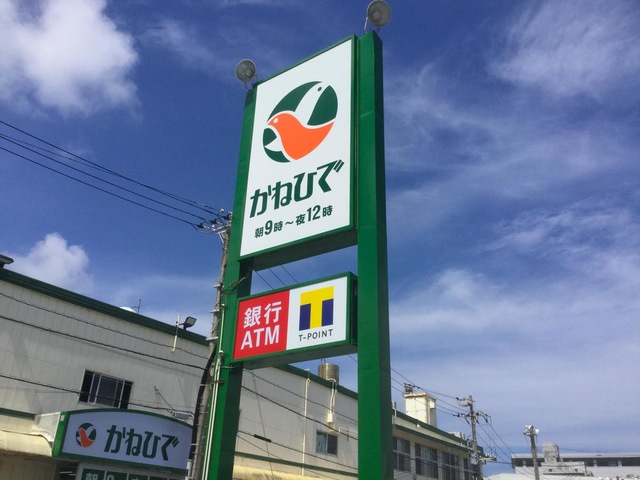 かねひで
朝9時～夜12時
銀行
ATM
T-POINT
かねひで